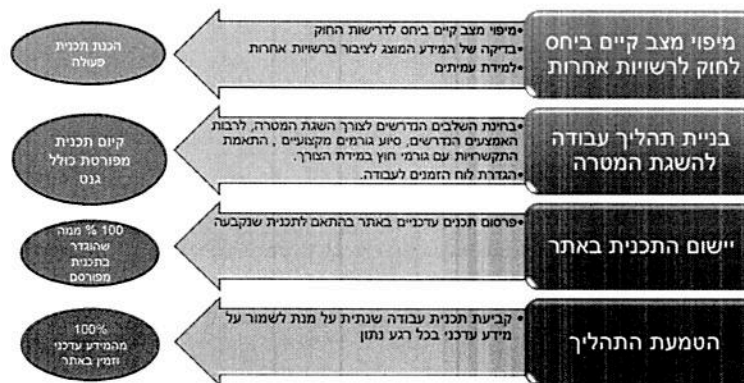 מיפוי מצב קיים ביחס
לחוק לרשויות אחרות
•מיפוי מצב קיים ביחס לדרישות החוק
•בדיקה של המידע המוצג לציבור ברשויות אחרות
•למידת עמיתים
הכנת תכנית
פעולה
בניית תהליך עבודה
להשגת המטרה
•בחינת השלבים הנדרשים לצורך השגת המטרה, לרבות
האמצעים הנדרשים, סיוע גורמים מקצועיים , התאמת
התקשרויות עם גורמי חוץ במידת הצורך.
•הגדרת לוח הזמנים לעבודה.
קיום תכנית
מפורטת כולל
גנט
יישום התכנית באתר
•פרסום תכנים עדכניים באתר בהתאם לתכנית שנקבעה
100 % ממה
שהוגדר
בתכנית
מפורסם
הטמעת התהליך
• קביעת תכנית עבודה שנתית על מנת לשמור על
מידע עדכני בכל רגע נתון
100%
מהמידע עדכני
וזמין באתר